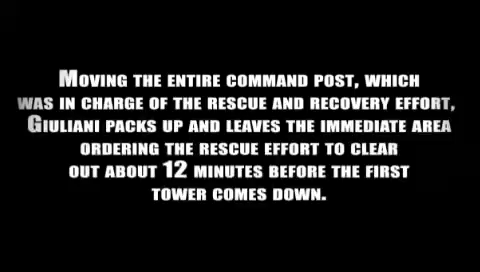 Moving the entire command post, which
was in charge of the rescue and recovery effort,
Giuliani packs up and leaves the immediate area
ordering the rescue effort to clear
out about 12 minutes before the first
tower comes down.